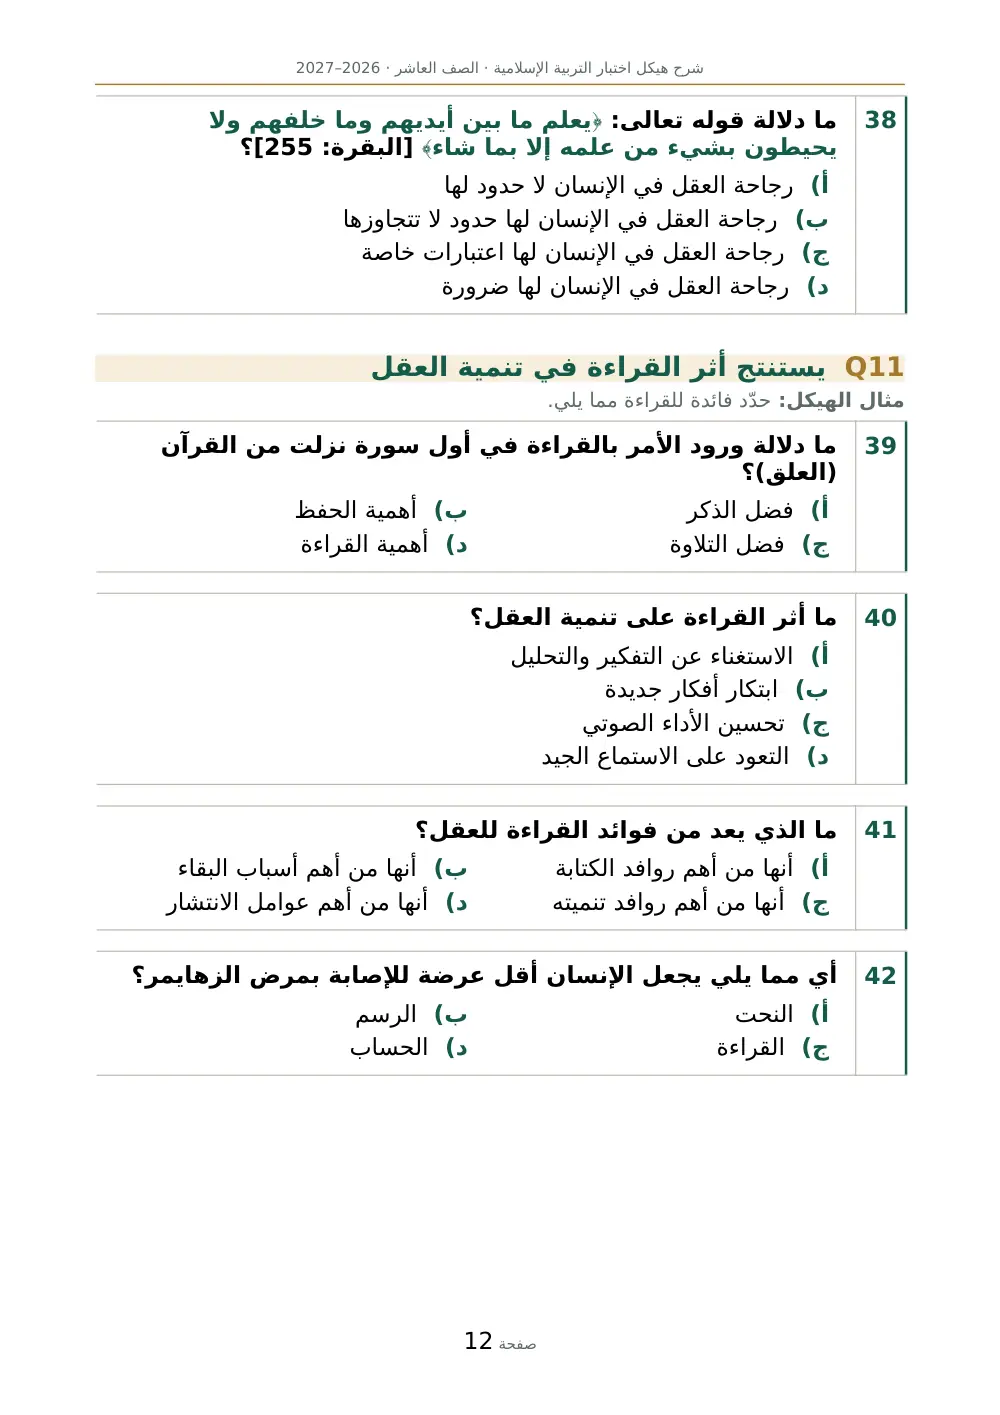 شرح هيكل اختبار التربية الإسلامية · الصف العاشر · 2026–2027
38
ما دلالة قوله تعالى: ﴿يعلم ما بين أيديهم وما خلفهم ولا
يحيطون بشيء من علمه إلا بما شاء﴾ [البقرة: 255]؟
أ) رجاحة العقل في الإنسان لا حدود لها
ب) رجاحة العقل في الإنسان لها حدود لا تتجاوزها
ج) رجاحة العقل في الإنسان لها اعتبارات خاصة
د) رجاحة العقل في الإنسان لها ضرورة
Q11 يستنتج أثر القراءة في تنمية العقل
مثال الهيكل: حدّد فائدة للقراءة مما يلي.
39
ما دلالة ورود الأمر بالقراءة في أول سورة نزلت من القرآن
(العلق)؟
أ) فضل الذكر ب) أهمية الحفظ
ج) فضل التلاوة د) أهمية القراءة
40
ما أثر القراءة على تنمية العقل؟
أ) الاستغناء عن التفكير والتحليل
ب) ابتكار أفكار جديدة
ج) تحسين الأداء الصوتي
د) التعود على الاستماع الجيد
41
ما الذي يعد من فوائد القراءة للعقل؟
أ) أنها من أهم روافد الكتابة ب) أنها من أهم أسباب البقاء
ج) أنها من أهم روافد تنميته د) أنها من أهم عوامل الانتشار
42
أي مما يلي يجعل الإنسان أقل عرضة للإصابة بمرض الزهايمر؟
أ) النحت ب) الرسم
ج) القراءة د) الحساب
صفحة 12